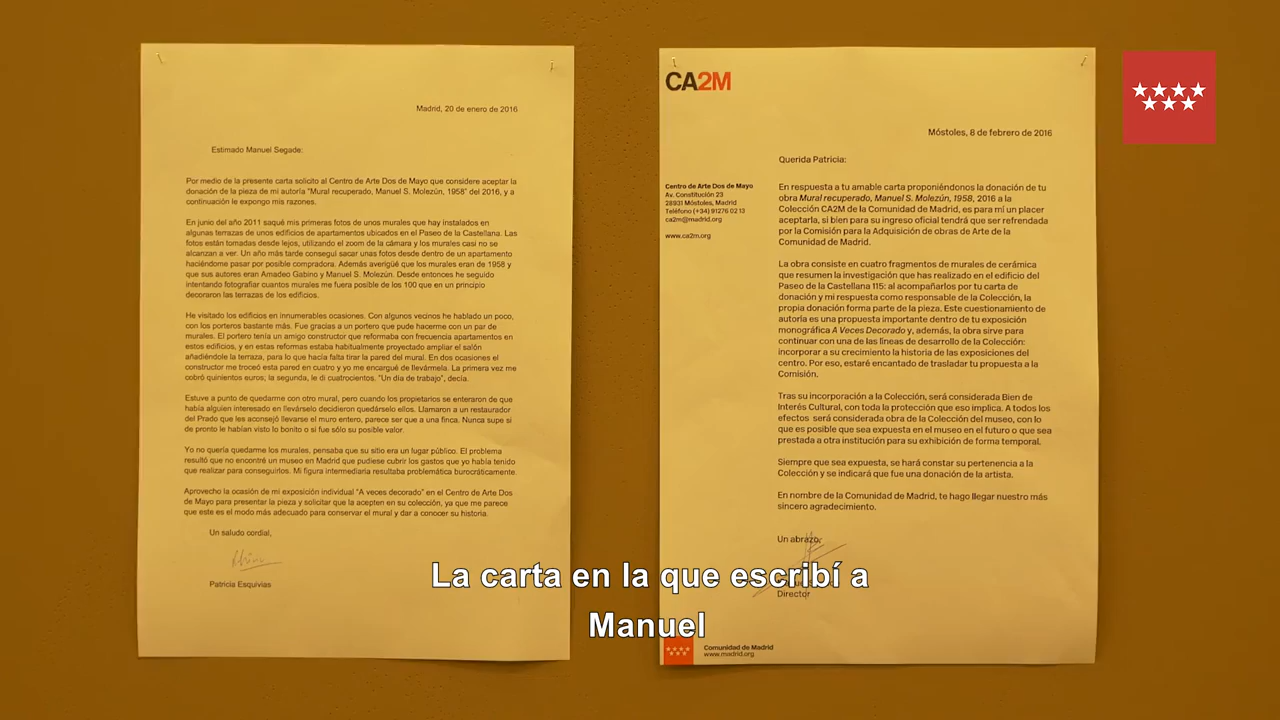 Madrid, 20 de enero de 2016
Estimado Manuel Segade:
Por medio de la presente carta solicito al Centro de Arte Dos de Mayo que considere aceptar la
donación de la pieza de mi autoría "Mural recuperado, Manuel S. Molezún, 1958" del 2016, y a
continuación le expongo mis razones.
En junio del año 2011 saqué mis primeras fotos de unos murales que hay instalados en
algunas terrazas de unos edificios de apartamentos ubicados en el Paseo de la Castellana. Las
fotos están tomadas desde lejos, utilizando el zoom de la cámara y los murales casi no se
alcanzan a ver. Un año más tarde conseguí sacar unas fotos desde dentro de un apartamento
haciéndome pasar por posible compradora. Además averigüé que los murales eran de 1958 y
que sus autores eran Amadeo Gabino y Manuel S. Molezún. Desde entonces he seguido
intentando fotografiar cuantos murales me fuera posible de los 100 que en un principio
decoraron las terrazas de los edificios.
He visitado los edificios en innumerables ocasiones. Con algunos vecinos he hablado un poco,
con los porteros bastante más. Fue gracias a un portero que pude hacerme con un par de
murales. El portero tenía un amigo constructor que reformaba con frecuencia apartamentos en
estos edificios, y en estas reformas estaba habitualmente proyectado ampliar el salón
añadiéndole la terraza, para lo que hacía falta tirar la pared del mural. En dos ocasiones el
constructor me troceó esta pared en cuatro y yo me encargué de llevármela. La primera vez me
cobró quinientos euros; la segunda, le di cuatrocientos. "Un día de trabajo", decía.
Estuve a punto de quedarme con otro mural, pero cuando los propietarios se enteraron de que
había alguien interesado en llevárselo decidieron quedárselo ellos. Llamaron a un restaurador
del Prado que les aconsejó llevarse el muro entero, parece ser que a una finca. Nunca supe si
de pronto le habían visto lo bonito o si fue sólo su posible valor.
Yo no quería quedarme los murales, pensaba que su sitio era un lugar público. El problema
resultó que no encontré un museo en Madrid que pudiese cubrir los gastos que yo había tenido
que realizar para conseguirlos. Mi figura intermediaria resultaba problemática burocráticamente.
Aprovecho la ocasión de mi exposición individual "A veces decorado" en el Centro de Arte Dos
de Mayo para presentar la pieza y solicitar que la acepten en su colección, ya que me parece
que este es el modo más adecuado para conservar el mural y dar a conocer su historia.
Un saludo cordial,
Patricia Esquivias
CA2M
Móstoles, 8 de febrero de 2016
Querida Patricia:
Centro de Arte Dos de Mayo
Av. Constitución 23
28931 Móstoles, Madrid
Teléfono (+34) 91276 02 13
ca2m@madrid.org
www.ca2m.org
En respuesta a tu amable carta proponiéndonos la donación de tu
obra Mural recuperado, Manuel S. Molezún, 1958, 2016 a la
Colección CA2M de la Comunidad de Madrid, es para mí un placer
aceptarla, si bien para su ingreso oficial tendrá que ser refrendada
por la Comisión para la Adquisición de obras de Arte de la
Comunidad de Madrid.
La obra consiste en cuatro fragmentos de murales de cerámica
que resumen la investigación que has realizado en el edificio del
Paseo de la Castellana 115: al acompañarlos por tu carta de
donación y mi respuesta como responsable de la Colección, la
propia donación forma parte de la pieza. Este cuestionamiento de
autoría es una propuesta importante dentro de tu exposición
monográfica A Veces Decorado y, además, la obra sirve para
continuar con una de las líneas de desarrollo de la Colección:
incorporar a su crecimiento la historia de las exposiciones del
centro. Por eso, estaré encantado de trasladar tu propuesta a la
Comisión.
Tras su incorporación a la Colección, será considerada Bien de
Interés Cultural, con toda la protección que eso implica. A todos los
efectos será considerada obra de la Colección del museo, con lo
que es posible que sea expuesta en el museo en el futuro o que sea
prestada a otra institución para su exhibición de forma temporal.
Siempre que sea expuesta, se hará constar su pertenencia a la
Colección y se indicará que fue una donación de la artista.
En nombre de la Comunidad de Madrid, te hago llegar nuestro más
sincero agradecimiento.
Un abrazo,
Director
Comunidad de Madrid
www.madrid.org
La carta en la que escribí a
Manuel